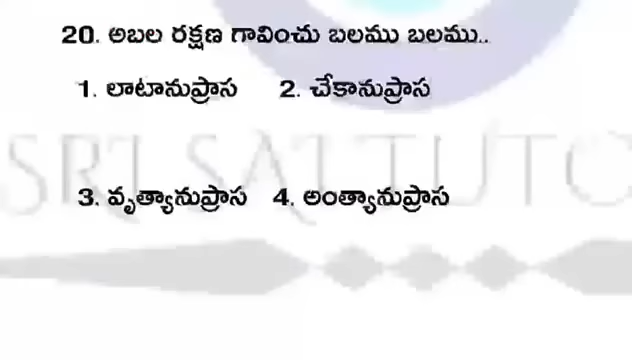 20. అబల రక్షణ గావించు బలము బలము..
1. లాటానుప్రాస 2. చేకానుప్రాస
SRI SAI TUTO
3. వృత్యానుప్రాస 4. అంత్యానుప్రాస